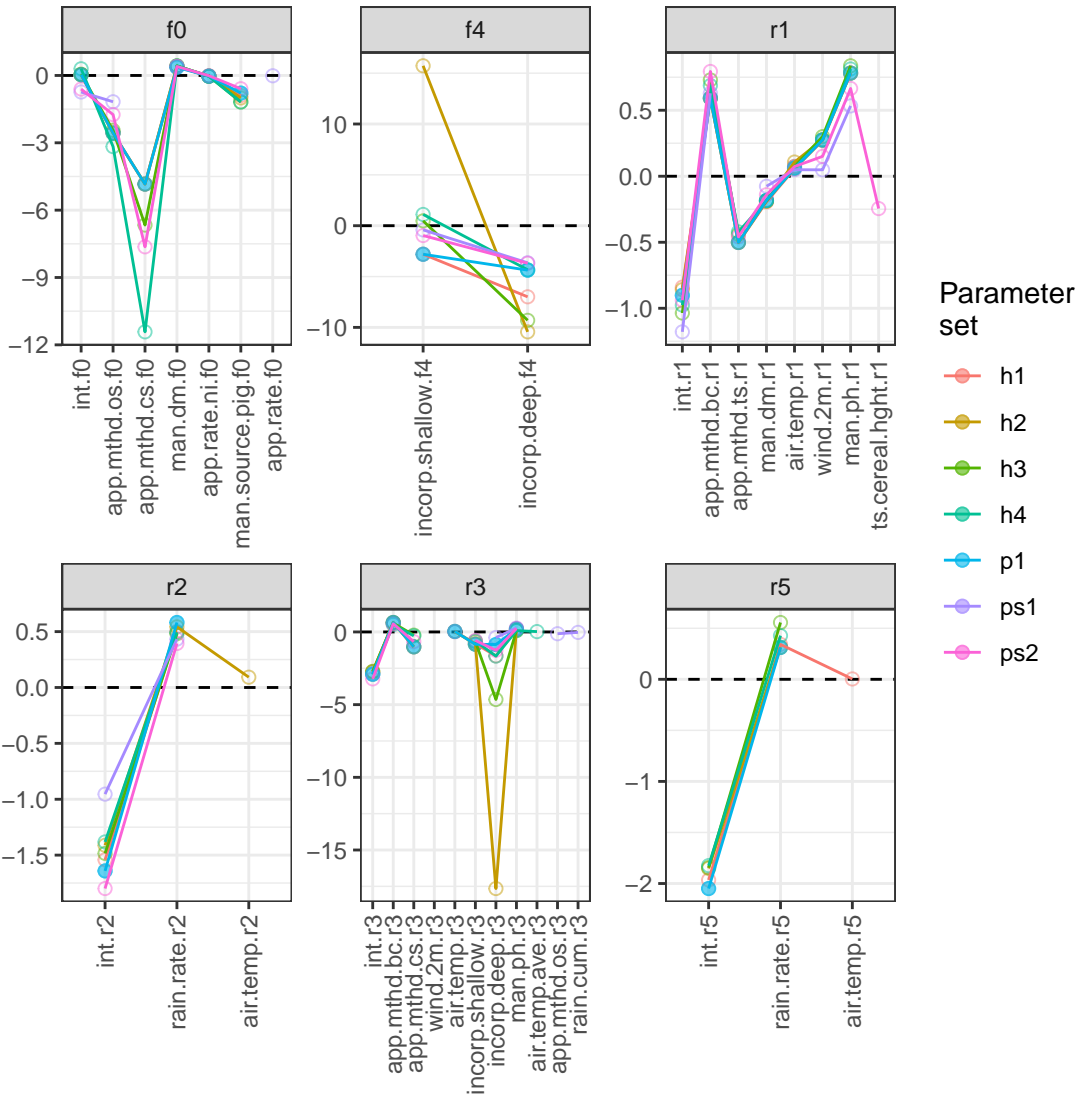 f0
f4
r1
0
−3
−6
−9
−12
10
0
−10
0.5
0.0
−0.5
−1.0
int.f0
app.mthd.os.f0
app.mthd.cs.f0
man.dm.f0
app.rate.ni.f0
man.source.pig.f0
app.rate.f0
incorp.shallow.f4
incorp.deep.f4
int.r1
app.mthd.bc.r1
app.mthd.ts.r1
man.dm.r1
air.temp.r1
wind.2m.r1
man.ph.r1
ts.cereal.hght.r1
r2
r3
r5
0.5
0.0
−0.5
−1.0
−1.5
0
−5
−10
−15
0
−1
−2
int.r2
rain.rate.r2
air.temp.r2
int.r3
app.mthd.bc.r3
app.mthd.cs.r3
wind.2m.r3
air.temp.r3
incorp.shallow.r3
incorp.deep.r3
man.ph.r3
air.temp.ave.r3
app.mthd.os.r3
rain.cum.r3
int.r5
rain.rate.r5
air.temp.r5
Parameter
set
h1
h2
h3
h4
p1
ps1
ps2